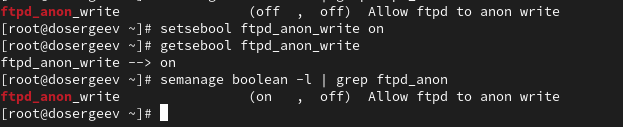 ftpd_anon_write                 (off  ,  off)  Allow ftpd to anon write
[root@dosergeev ~]# setsebool ftpd_anon_write on
[root@dosergeev ~]# getsebool ftpd_anon_write
ftpd_anon_write --> on
[root@dosergeev ~]# semanage boolean -l | grep ftpd_anon
ftpd_anon_write                 (on   ,  off)  Allow ftpd to anon write
[root@dosergeev ~]#